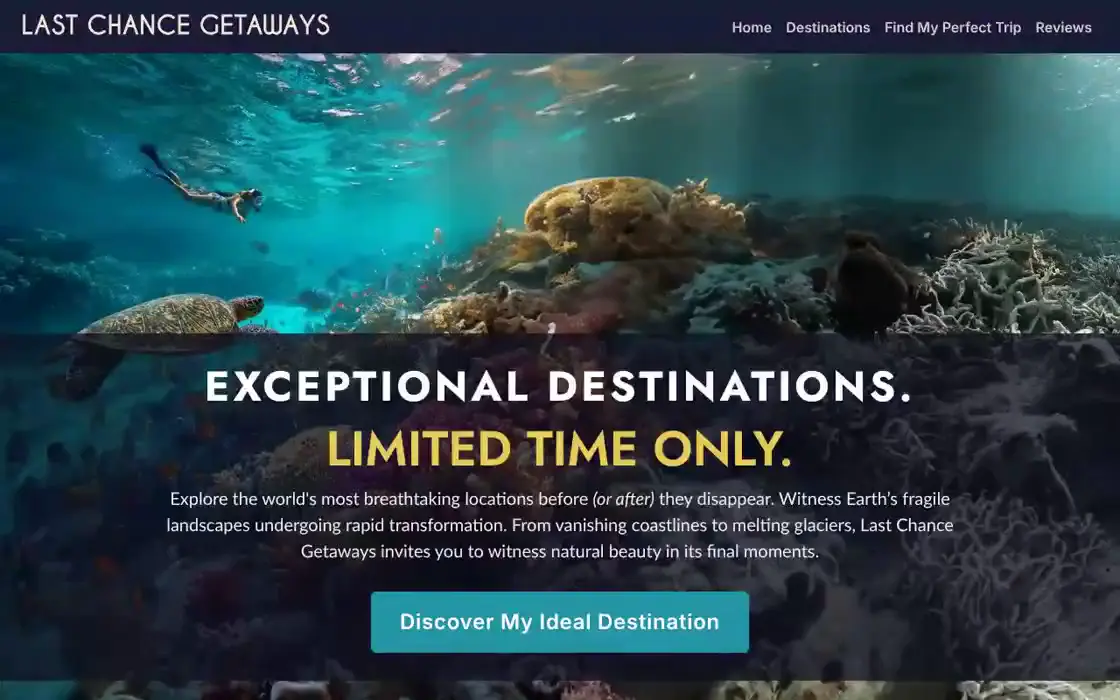 LAST CHANCE GETAWAYS
Home Destinations Find My Perfect Trip Reviews
EXCEPTIONAL DESTINATIONS.
LIMITED TIME ONLY.
Explore the world's most breathtaking locations before (or after) they disappear. Witness Earth's fragile
landscapes undergoing rapid transformation. From vanishing coastlines to melting glaciers, Last Chance
Getaways invites you to witness natural beauty in its final moments.
Discover My Ideal Destination